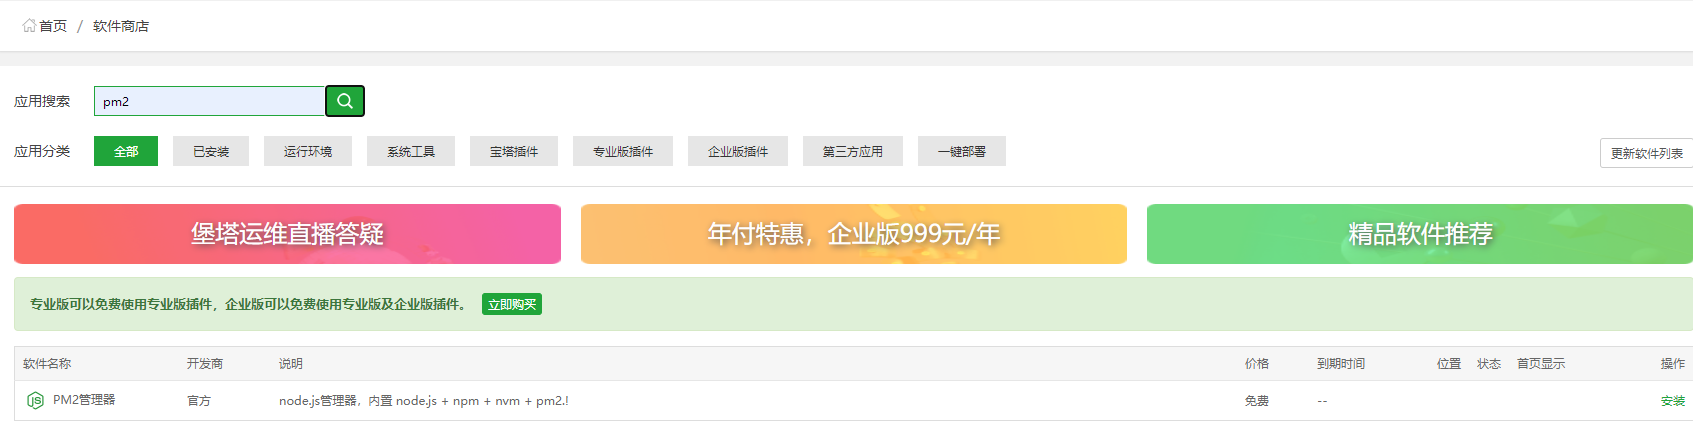 首页 / 软件商店
应用搜索 pm2
应用分类 全部 已安装 运行环境 系统工具 宝塔插件 专业版插件 企业版插件 第三方应用 一键部署 更新软件列表
堡塔运维直播答疑 年付特惠，企业版999元/年 精品软件推荐
专业版可以免费使用专业版插件，企业版可以免费使用专业版及企业版插件。 立即购买
软件名称 开发商 说明 价格 到期时间 位置 状态 首页显示 操作
JS PM2管理器 官方 node.js管理器，内置 node.js + npm + nvm + pm2.! 免费 -- 安装